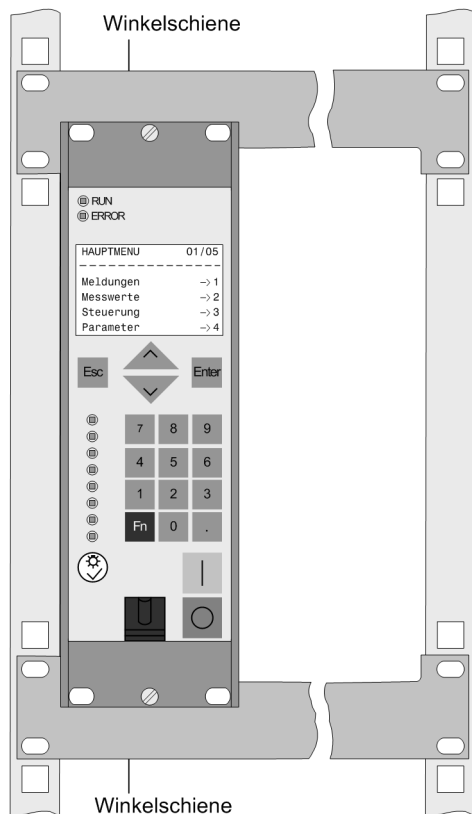 Winkelschiene
RUN
ERROR
HAUPTMENU 01/05
Meldungen –> 1
Messwerte –> 2
Steuerung –> 3
Parameter –> 4
Esc Enter
7 8 9
4 5 6
1 2 3
Fn 0 .
Winkelschiene